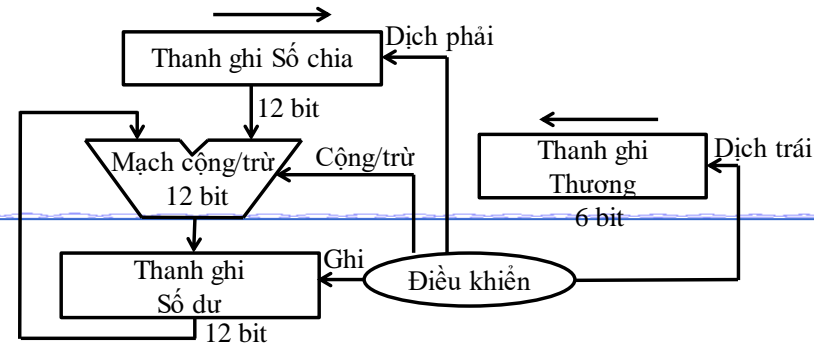 Dịch phải
Thanh ghi Số chia
12 bit
Mạch cộng/trừ
12 bit
Cộng/trừ
Thanh ghi
Thương
Dịch trái
6 bit
Thanh ghi
Số dư
Ghi
Điều khiển
12 bit